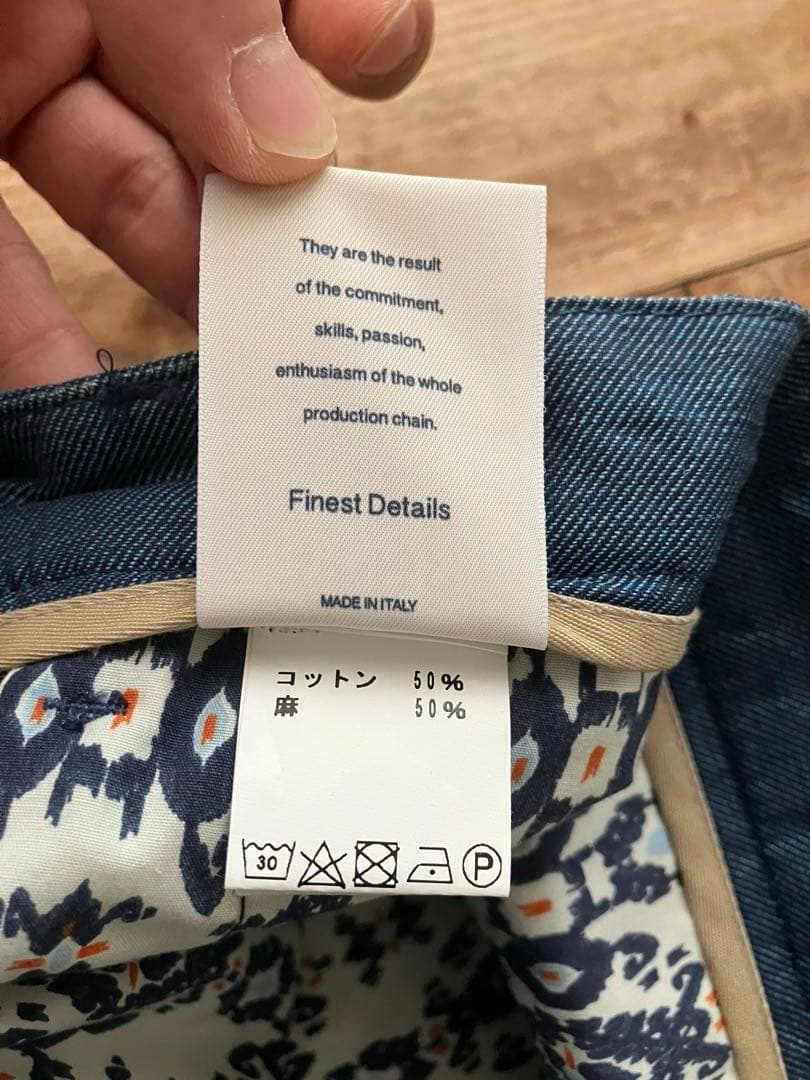 They are the result
of the commitment,
skills, passion,
enthusiasm of the whole
production chain.
Finest Details
MADE IN ITALY
コットン 50%
麻 50%
30
P